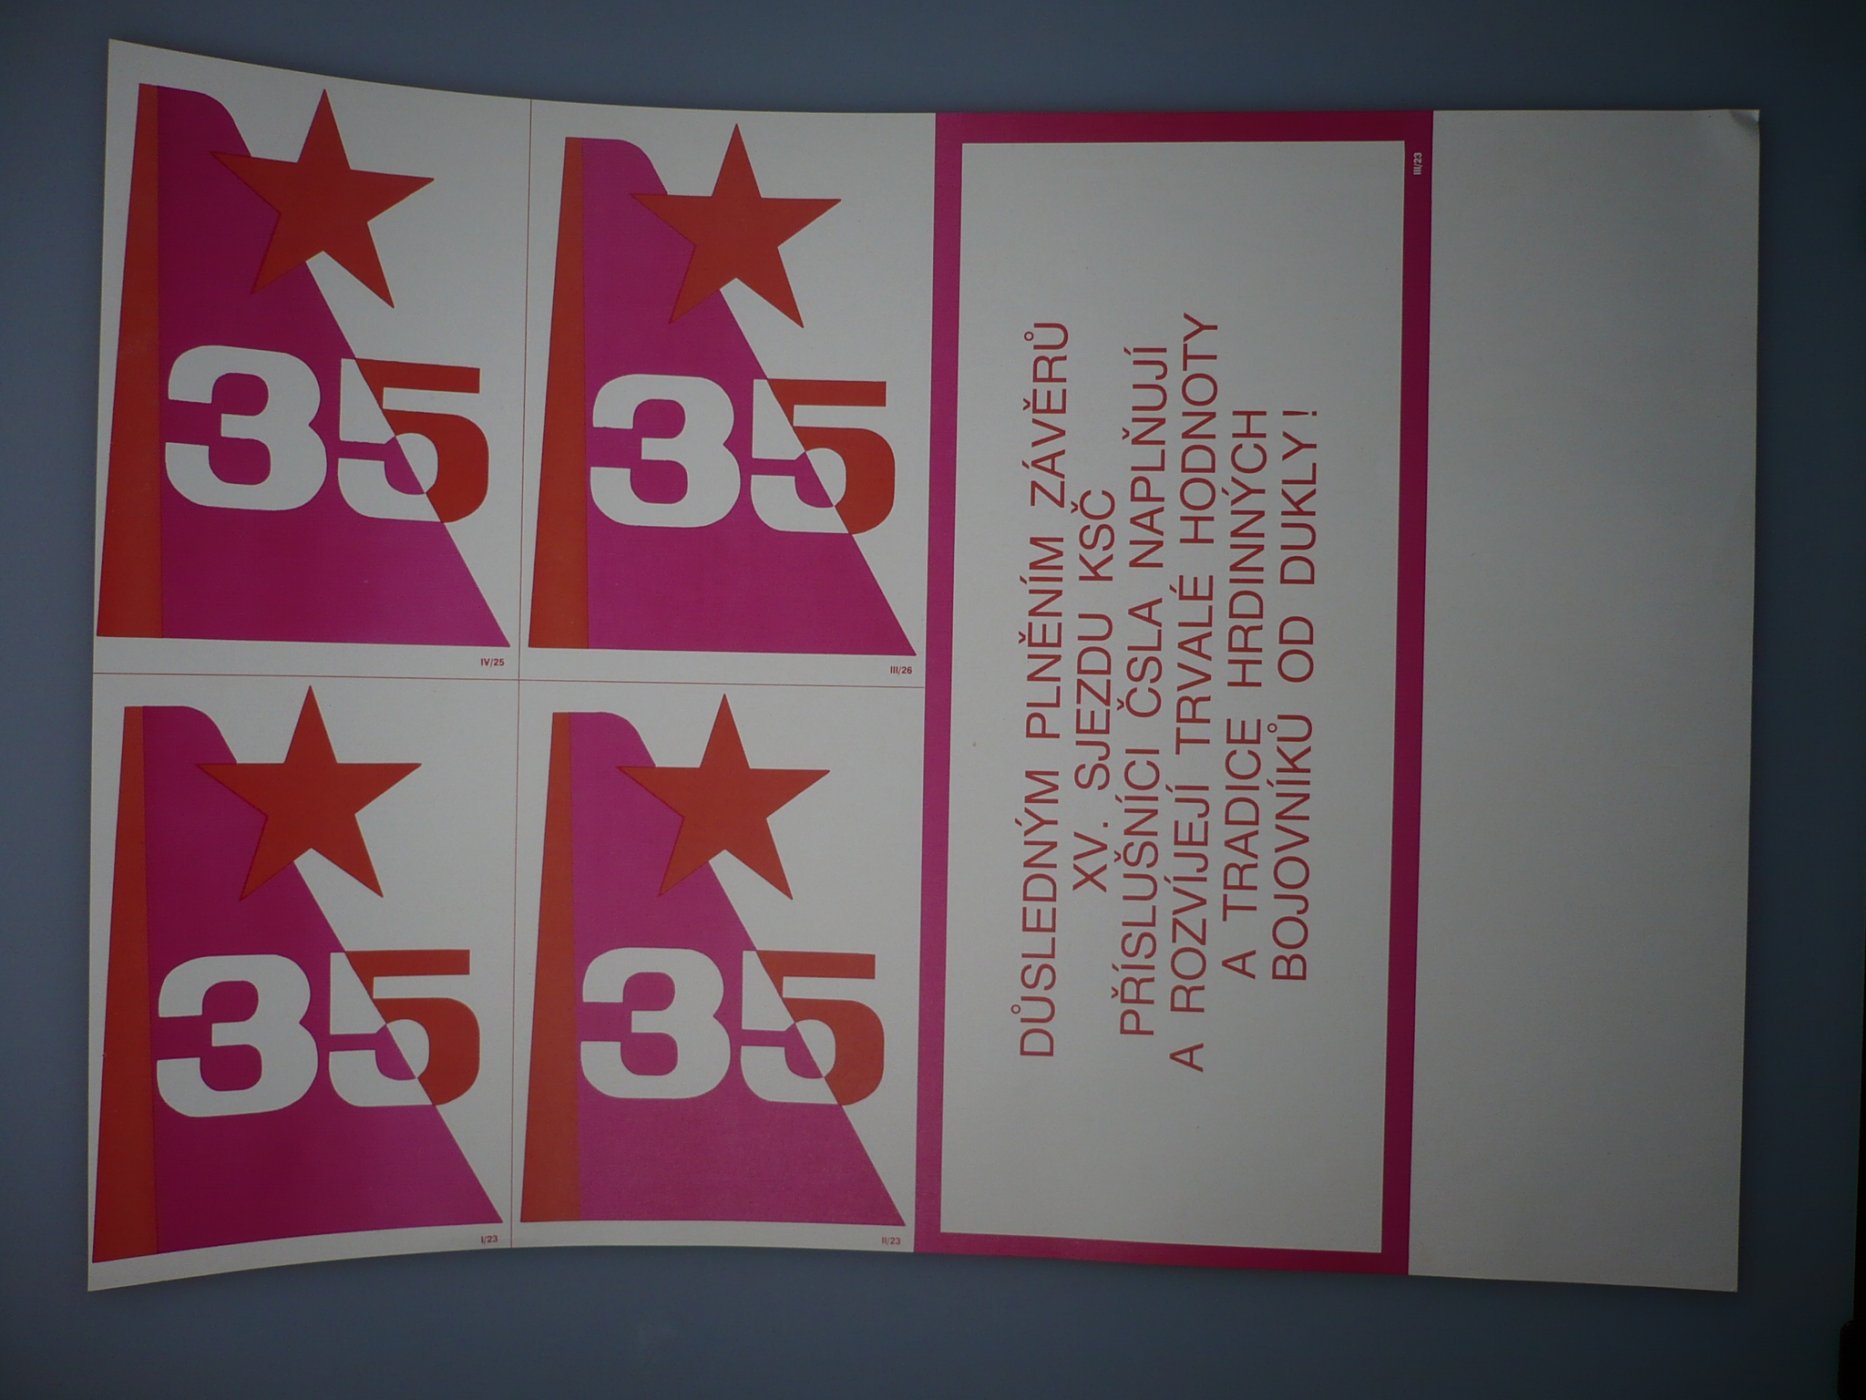 35
IV/25
35
III/26
35
I/23
35
II/23
III/23
DŮSLEDNÝM PLNĚNÍM ZÁVĚRŮ
XV. SJEZDU KSČ
PŘÍSLUŠNÍCI ČSLA NAPLŇUJÍ
A ROZVÍJEJÍ TRVALÉ HODNOTY
A TRADICE HRDINNÝCH
BOJOVNÍKŮ OD DUKLY!